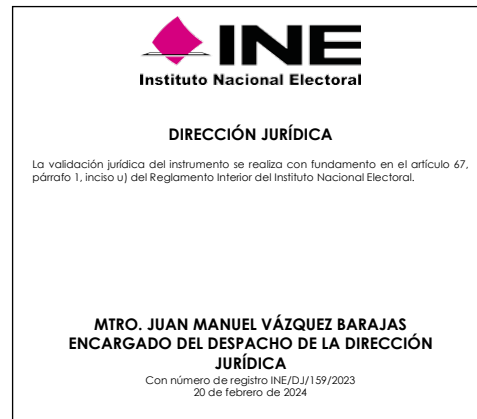 INE
Instituto Nacional Electoral
DIRECCIÓN JURÍDICA
La validación jurídica del instrumento se realiza con fundamento en el artículo 67,
párrafo 1, inciso u) del Reglamento Interior del Instituto Nacional Electoral.
MTRO. JUAN MANUEL VÁZQUEZ BARAJAS
ENCARGADO DEL DESPACHO DE LA DIRECCIÓN
JURÍDICA
Con número de registro INE/DJ/159/2023
20 de febrero de 2024